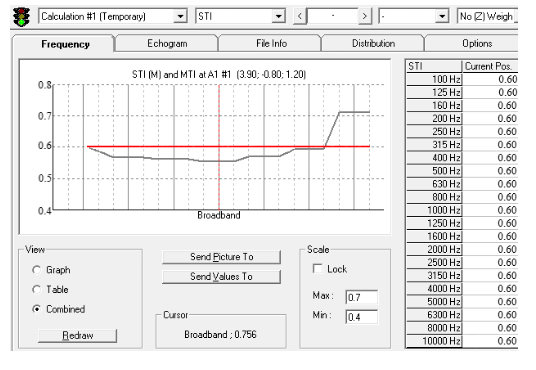 Calculation #1 (Temporary) STI < · > · No (Z) Weigh
Frequency Echogram File Info Distribution Options
STI (M) and MTI at A1 #1 (3.90; -0.80; 1.20)
0.8
0.7
0.6
0.5
0.4
Broadband
View
Graph
Table
Combined
Redraw
Send Picture To
Send Values To
Cursor
Broadband ; 0.756
Scale
Lock
Max : 0.7
Min : 0.4
STI Current Pos.
100 Hz 0.60
125 Hz 0.60
160 Hz 0.60
200 Hz 0.60
250 Hz 0.60
315 Hz 0.60
400 Hz 0.60
500 Hz 0.60
630 Hz 0.60
800 Hz 0.60
1000 Hz 0.60
1250 Hz 0.60
1600 Hz 0.60
2000 Hz 0.60
2500 Hz 0.60
3150 Hz 0.60
4000 Hz 0.60
5000 Hz 0.60
6300 Hz 0.60
8000 Hz 0.60
10000 Hz 0.60